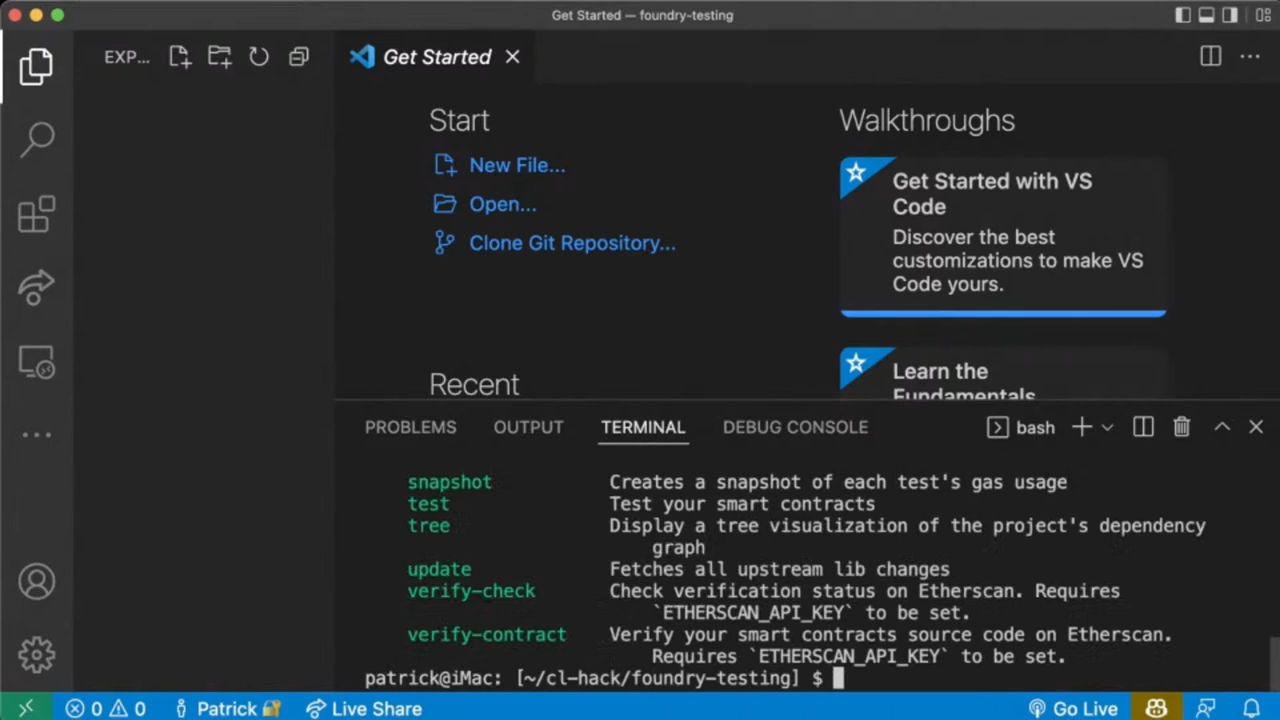 Get Started — foundry-testing
EXP...
Get Started
Start
New File...
Open...
Clone Git Repository...
Recent
Walkthroughs
Get Started with VS
Code
Discover the best
customizations to make VS
Code yours.
Learn the
Fundamentals
PROBLEMS OUTPUT TERMINAL DEBUG CONSOLE bash
snapshot Creates a snapshot of each test's gas usage
test Test your smart contracts
tree Display a tree visualization of the project's dependency
graph
update Fetches all upstream lib changes
verify-check Check verification status on Etherscan. Requires
`ETHERSCAN_API_KEY` to be set.
verify-contract Verify your smart contracts source code on Etherscan.
Requires `ETHERSCAN_API_KEY` to be set.
patrick@iMac: [~/cl-hack/foundry-testing] $
0 0 Patrick🔐 Live Share Go Live